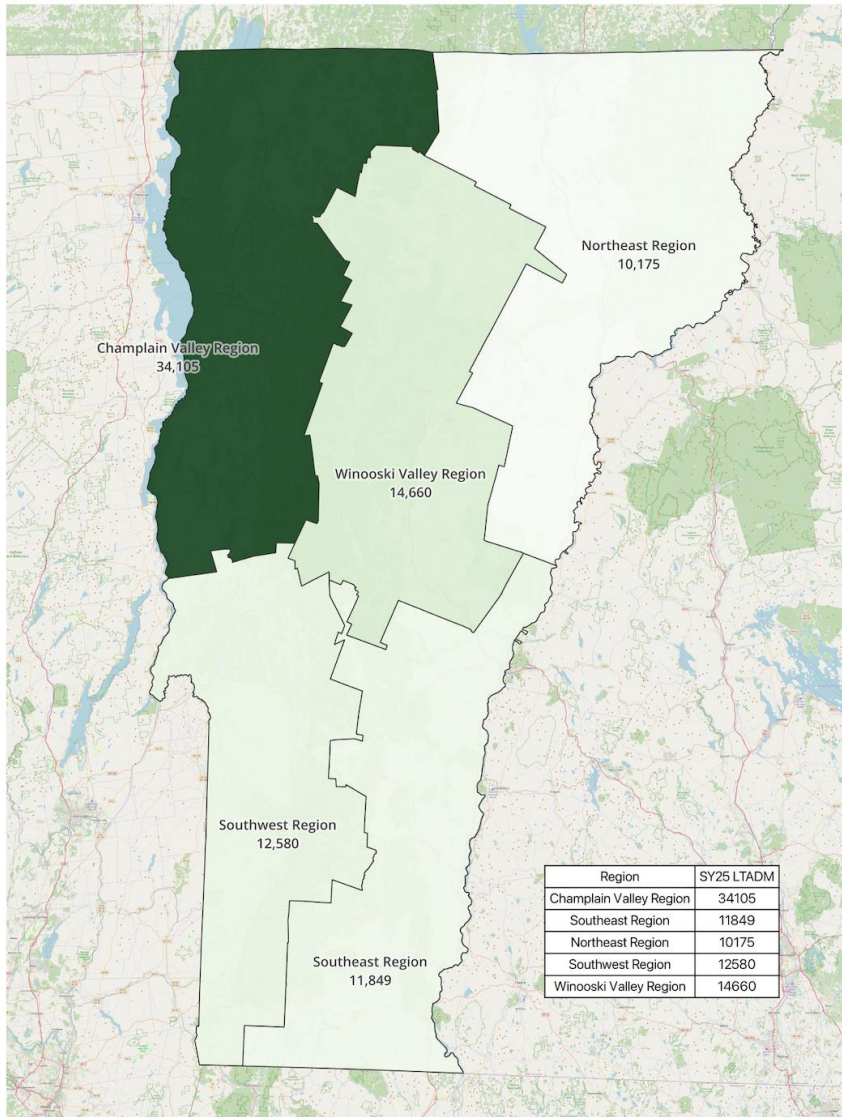 Northeast Region
10,175
Champlain Valley Region
34,105
Winooski Valley Region
14,660
Southwest Region
12,580
Southeast Region
11,849
Region SY25 LTADM
Champlain Valley Region 34105
Southeast Region 11849
Northeast Region 10175
Southwest Region 12580
Winooski Valley Region 14660